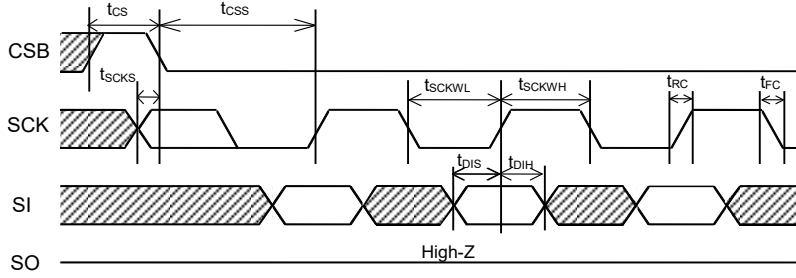 tCS
tCSS
CSB
tSCKS
tSCKWL
tSCKWH
tRC
tFC
SCK
tDIS
tDIH
SI
High-Z
SO